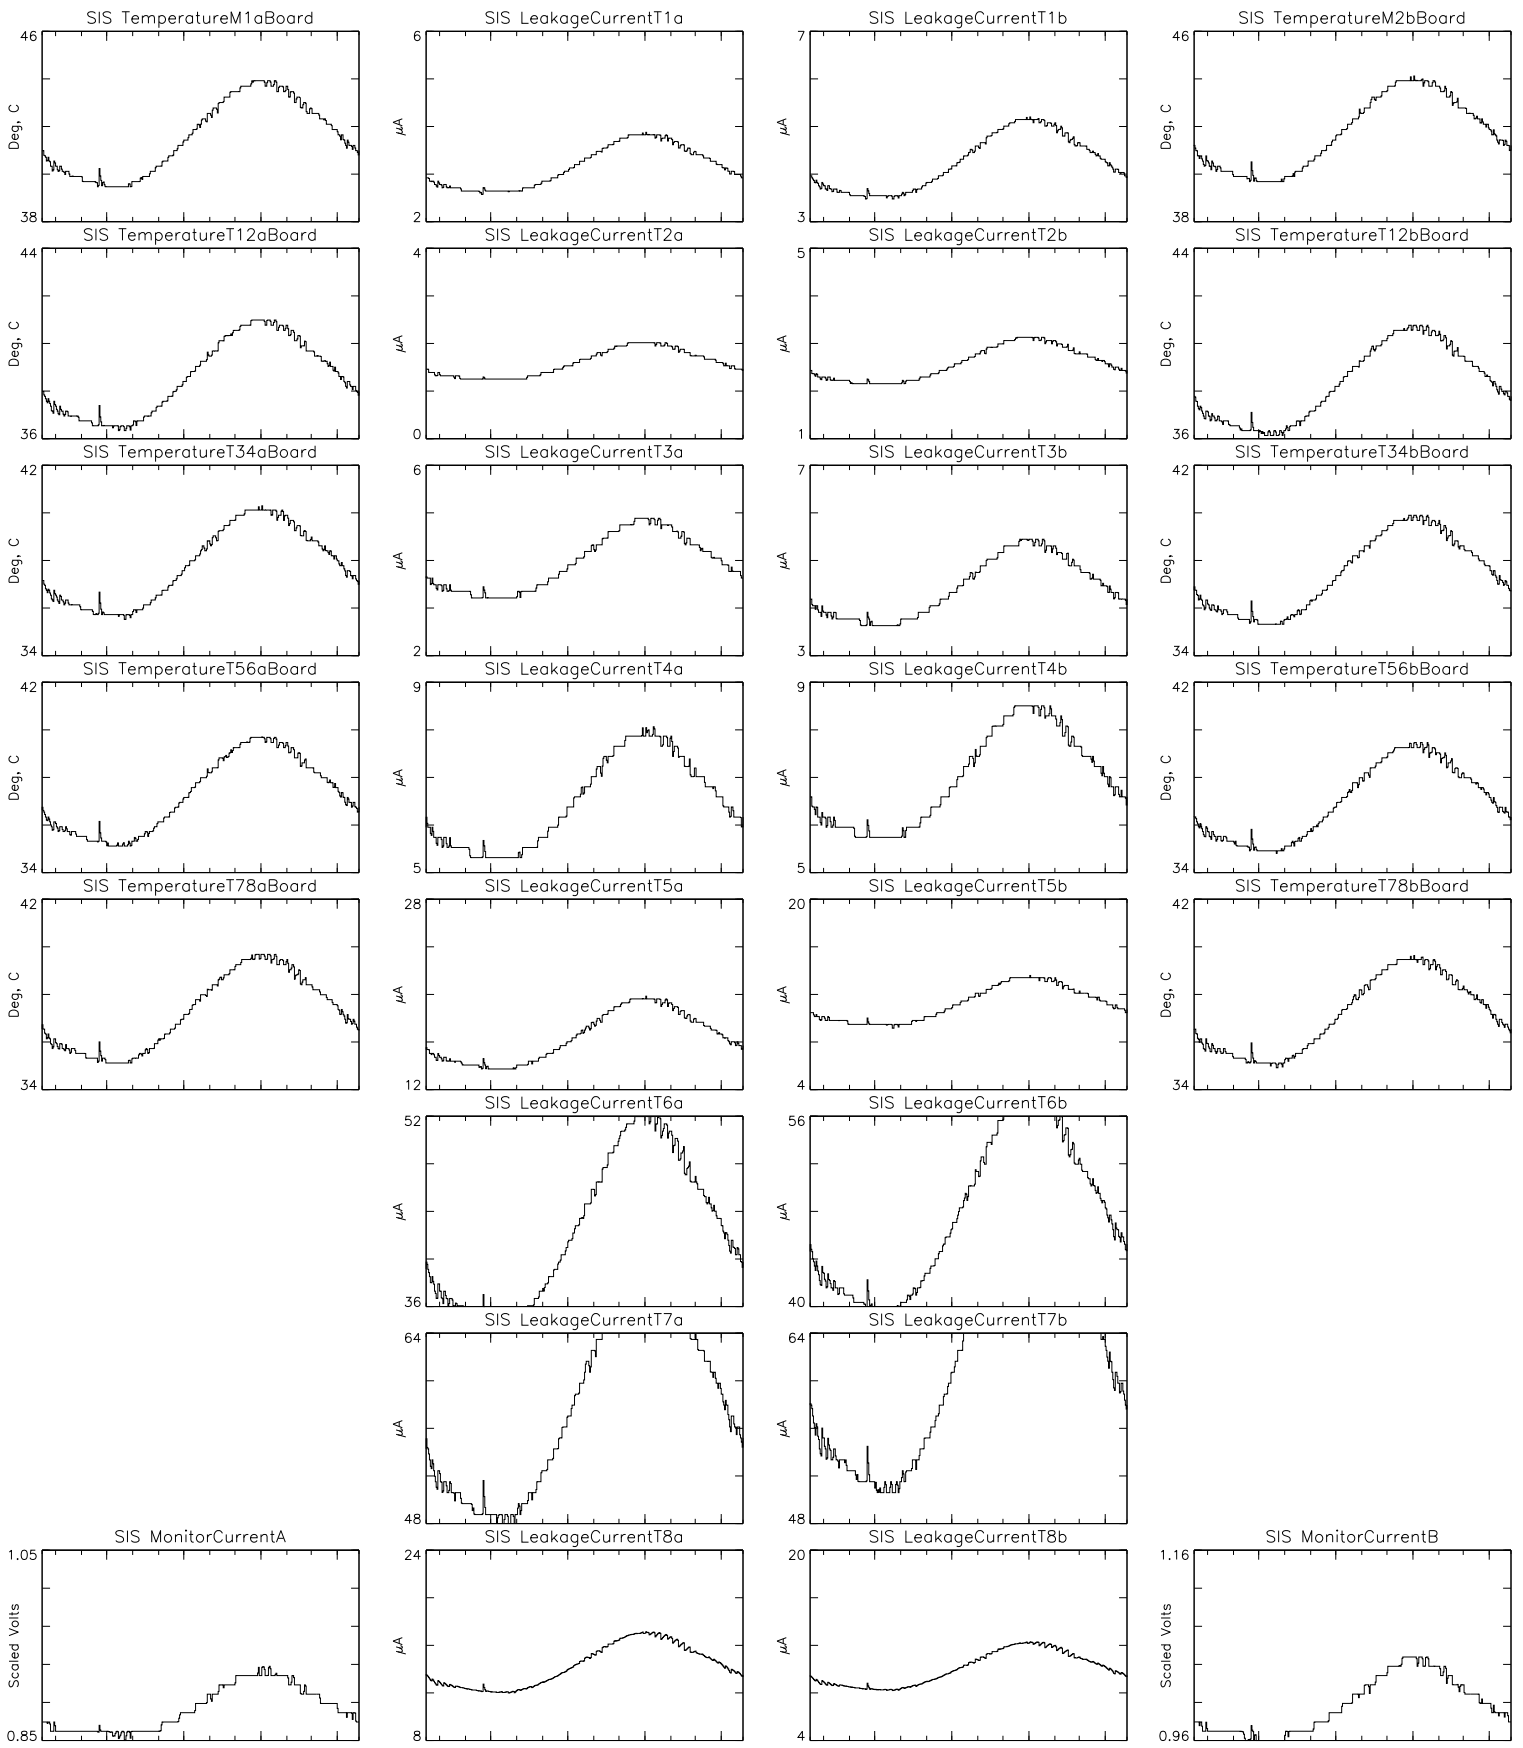 SIS TemperatureM1aBoard
46
Deg, C
38
SIS LeakageCurrentT1a
6
μA
2
SIS LeakageCurrentT1b
7
μA
3
SIS TemperatureM2bBoard
46
Deg, C
38
SIS TemperatureT12aBoard
44
Deg, C
36
SIS LeakageCurrentT2a
4
μA
0
SIS LeakageCurrentT2b
5
μA
1
SIS TemperatureT12bBoard
44
Deg, C
36
SIS TemperatureT34aBoard
42
Deg, C
34
SIS LeakageCurrentT3a
6
μA
2
SIS LeakageCurrentT3b
7
μA
3
SIS TemperatureT34bBoard
42
Deg, C
34
SIS TemperatureT56aBoard
42
Deg, C
34
SIS LeakageCurrentT4a
9
μA
5
SIS LeakageCurrentT4b
9
μA
5
SIS TemperatureT56bBoard
42
Deg, C
34
SIS TemperatureT78aBoard
42
Deg, C
34
SIS LeakageCurrentT5a
28
μA
12
SIS LeakageCurrentT5b
20
μA
4
SIS TemperatureT78bBoard
42
Deg, C
34
SIS LeakageCurrentT6a
52
μA
36
SIS LeakageCurrentT6b
56
μA
40
SIS LeakageCurrentT7a
64
μA
48
SIS LeakageCurrentT7b
64
μA
48
SIS MonitorCurrentA
1.05
Scaled Volts
0.85
SIS LeakageCurrentT8a
24
μA
8
SIS LeakageCurrentT8b
20
μA
4
SIS MonitorCurrentB
1.16
Scaled Volts
0.96